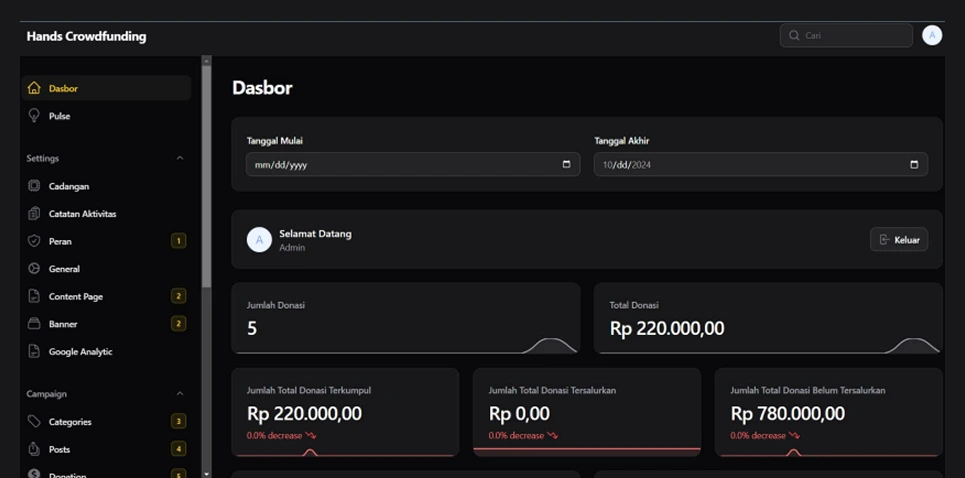 Hands Crowdfunding
Cari
A
Dasbor
Pulse
Settings
Cadangan
Catatan Aktivitas
Peran 1
General
Content Page 2
Banner 2
Google Analytic
Campaign
Categories 3
Posts 4
Donation 5
Dasbor
Tanggal Mulai
mm/dd/yyyy
Tanggal Akhir
10/dd/2024
A
Selamat Datang
Admin
Keluar
Jumlah Donasi
5
Total Donasi
Rp 220.000,00
Jumlah Total Donasi Terkumpul
Rp 220.000,00
0.0% decrease
Jumlah Total Donasi Tersalurkan
Rp 0,00
0.0% decrease
Jumlah Total Donasi Belum Tersalurkan
Rp 780.000,00
0.0% decrease